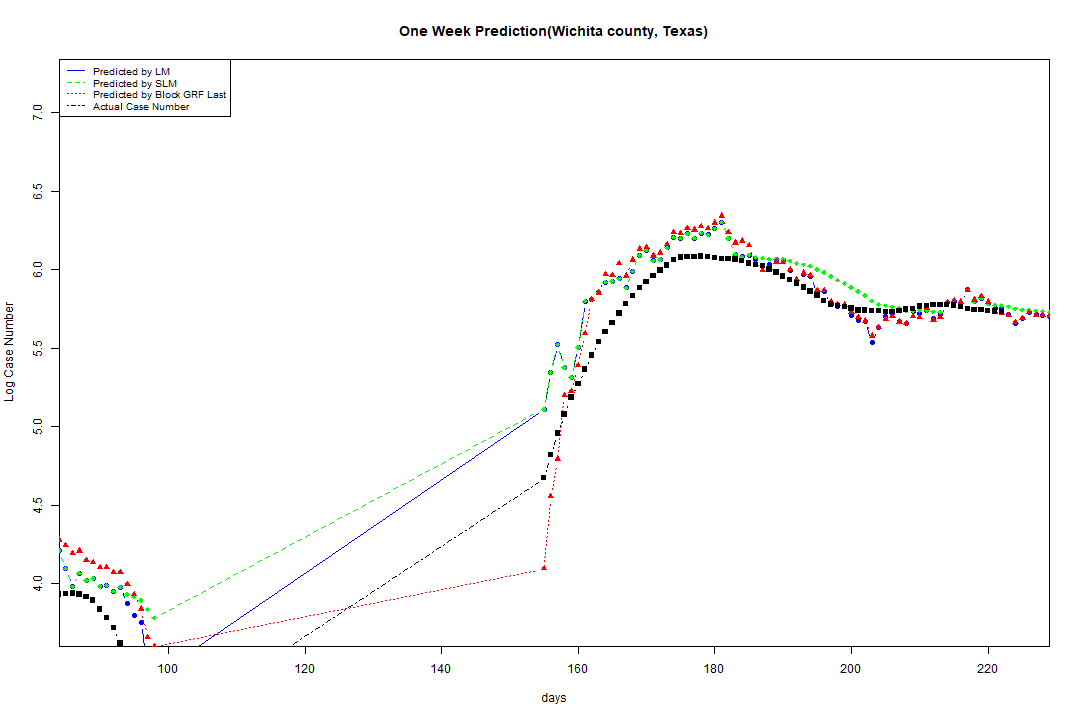 One Week Prediction(Wichita county, Texas)
Predicted by LM
Predicted by SLM
Predicted by Block GRF Last
Actual Case Number
7.0
6.5
6.0
5.5
5.0
4.5
4.0
Log Case Number
100 120 140 160 180 200 220
days